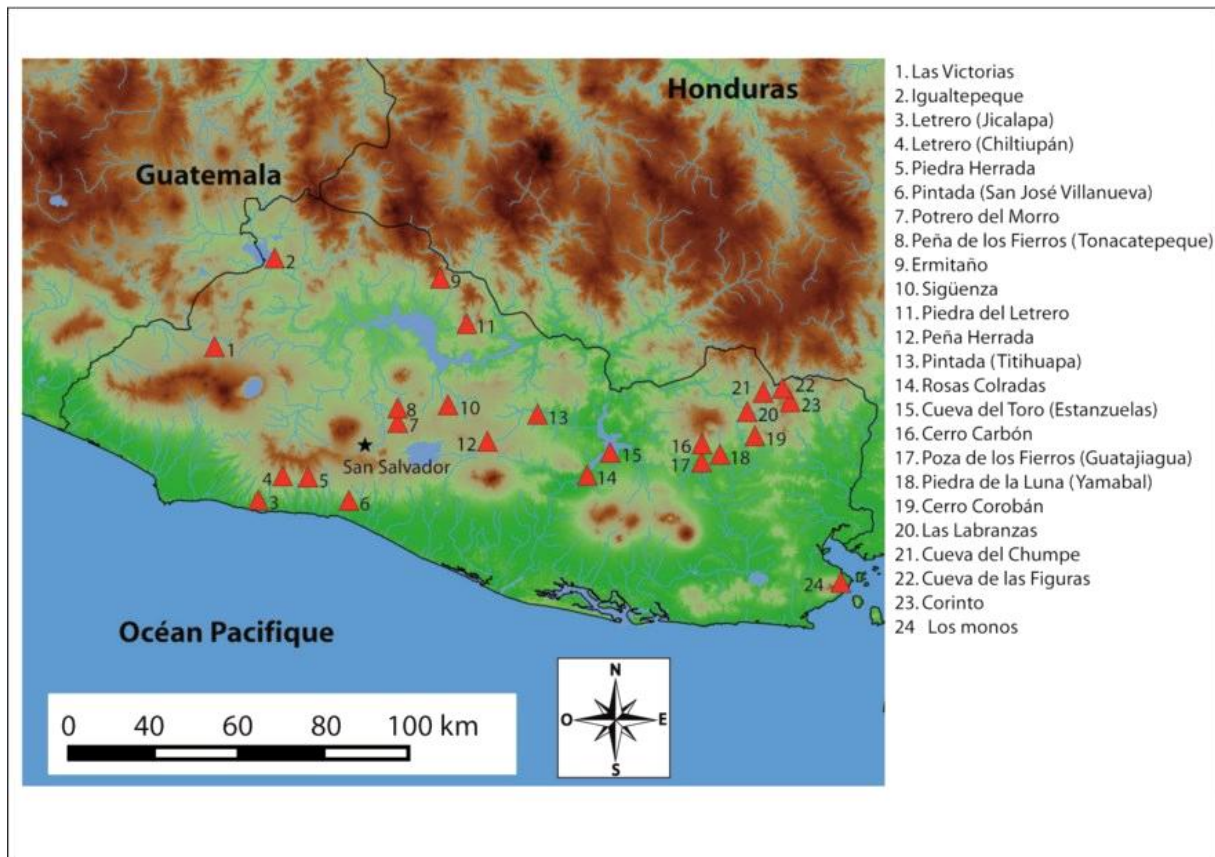 Honduras
Guatemala
2
9
11
1
21
22
23
8
10
13
20
7
12
19
16
San Salvador
15
18
17
4
5
14
3
6
24
Océan Pacifique
N
O E
S
0 40 60 80 100 km
1. Las Victorias
2. Igualtepeque
3. Letrero (Jicalapa)
4. Letrero (Chiltiupán)
5. Piedra Herrada
6. Pintada (San José Villanueva)
7. Potrero del Morro
8. Peña de los Fierros (Tonacatepeque)
9. Ermitaño
10. Sigüenza
11. Piedra del Letrero
12. Peña Herrada
13. Pintada (Titihuapa)
14. Rosas Colradas
15. Cueva del Toro (Estanzuelas)
16. Cerro Carbón
17. Poza de los Fierros (Guatajiagua)
18. Piedra de la Luna (Yamabal)
19. Cerro Corobán
20. Las Labranzas
21. Cueva del Chumpe
22. Cueva de las Figuras
23. Corinto
24 Los monos